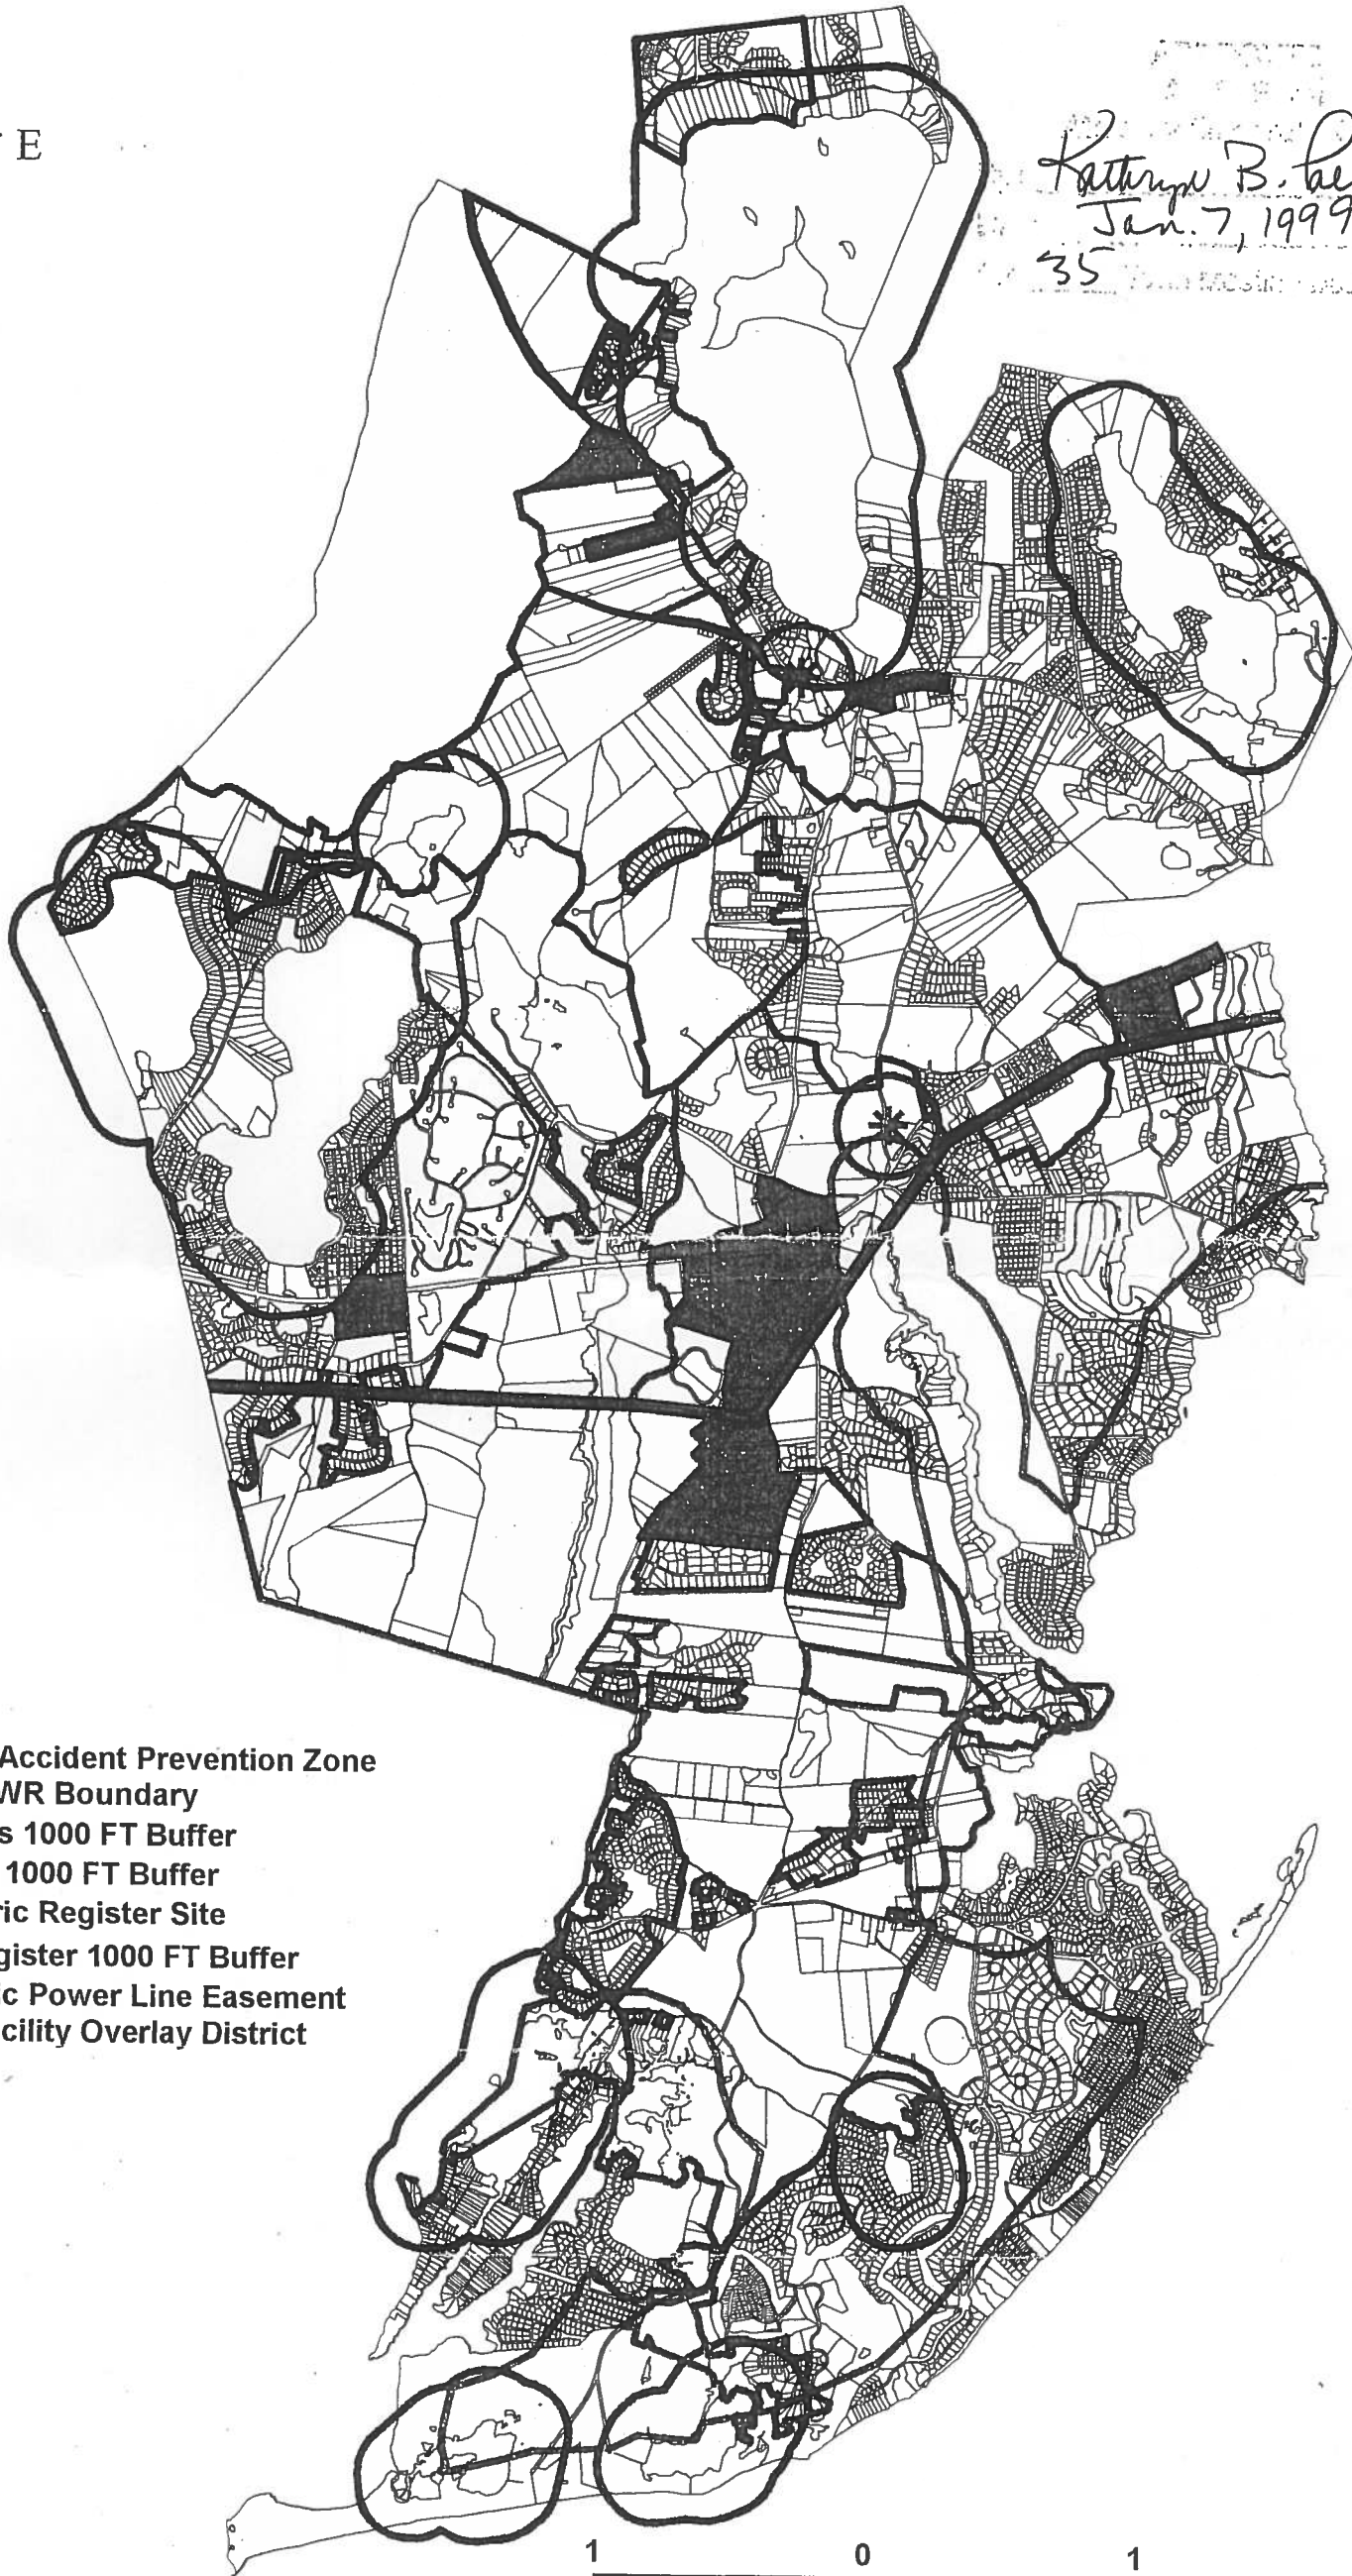 E
Kathryn B.
Jan. 7, 1999
35
Accident Prevention Zone
WR Boundary
s 1000 FT Buffer
1000 FT Buffer
ric Register Site
gister 1000 FT Buffer
c Power Line Easement
cility Overlay District
1 0 1